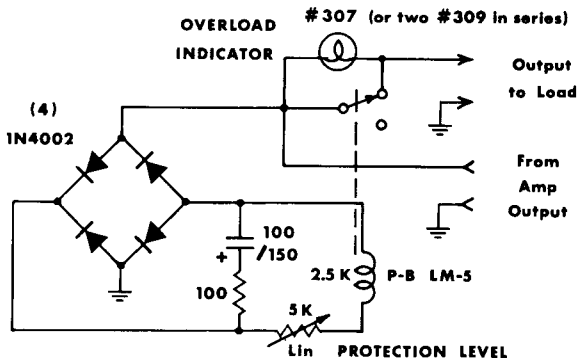 #307 (or two #309 in series)
OVERLOAD
INDICATOR
Output
to Load
(4)
1N4002
From
Amp
Output
100
/150
+
2.5 K
P-B LM-5
100
5 K
Lin
PROTECTION LEVEL